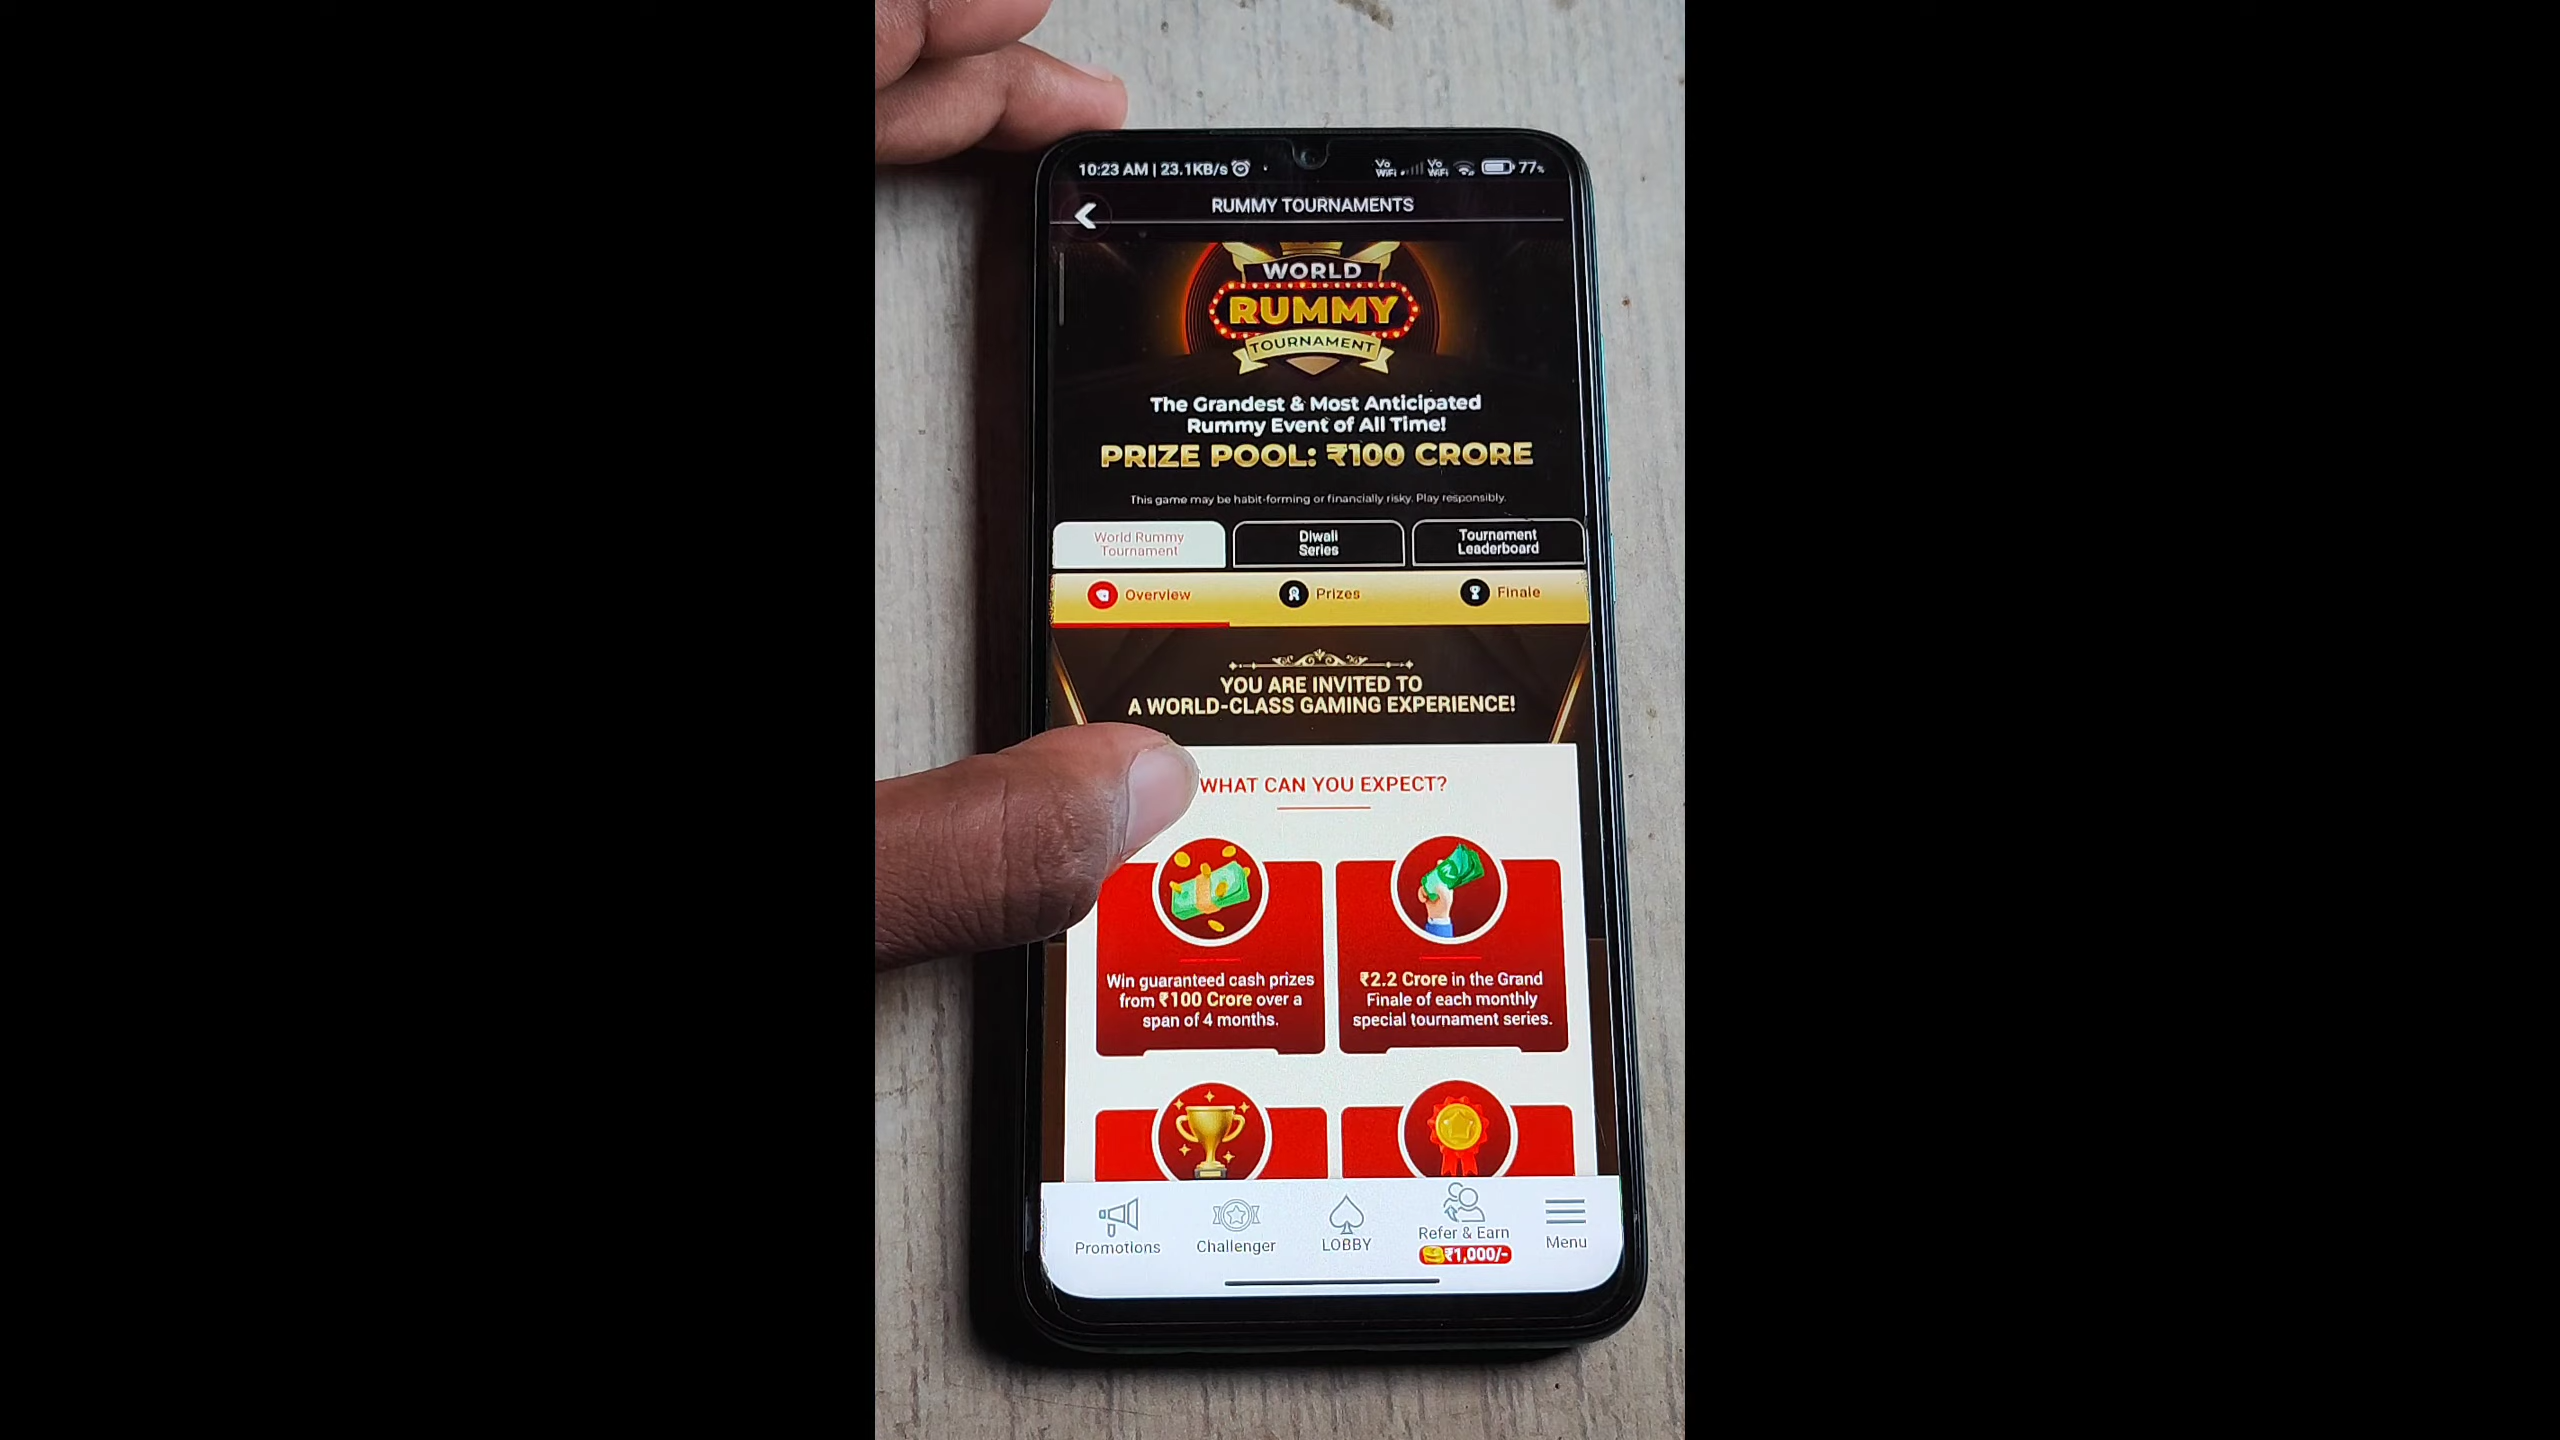 10:23 AM | 23.1KB/s
Vo WiFi Vo WiFi 77%
RUMMY TOURNAMENTS
WORLD
RUMMY
TOURNAMENT
The Grandest & Most Anticipated
Rummy Event of All Time!
PRIZE POOL: ₹100 CRORE
This game may be habit-forming or financially risky. Play responsibly.
World Rummy
Tournament
Diwali
Series
Tournament
Leaderboard
Overview
Prizes
Finale
YOU ARE INVITED TO
A WORLD-CLASS GAMING EXPERIENCE!
WHAT CAN YOU EXPECT?
Win guaranteed cash prizes
from ₹100 Crore over a
span of 4 months.
₹2.2 Crore in the Grand
Finale of each monthly
special tournament series.
Promotions
Challenger
LOBBY
Refer & Earn
₹1,000/-
Menu